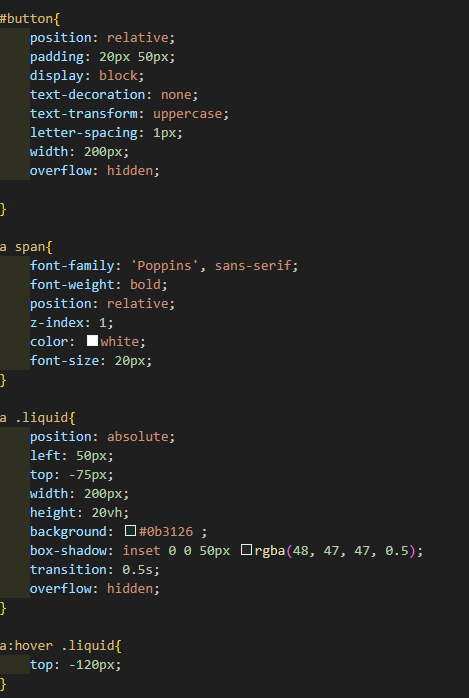 #button{
position: relative;
padding: 20px 50px;
display: block;
text-decoration: none;
text-transform: uppercase;
letter-spacing: 1px;
width: 200px;
overflow: hidden;
}
a span{
font-family: 'Poppins', sans-serif;
font-weight: bold;
position: relative;
z-index: 1;
color: white;
font-size: 20px;
}
a .liquid{
position: absolute;
left: 50px;
top: -75px;
width: 200px;
height: 20vh;
background: #0b3126 ;
box-shadow: inset 0 0 50px rgba(48, 47, 47, 0.5);
transition: 0.5s;
overflow: hidden;
}
a:hover .liquid{
top: -120px;
}